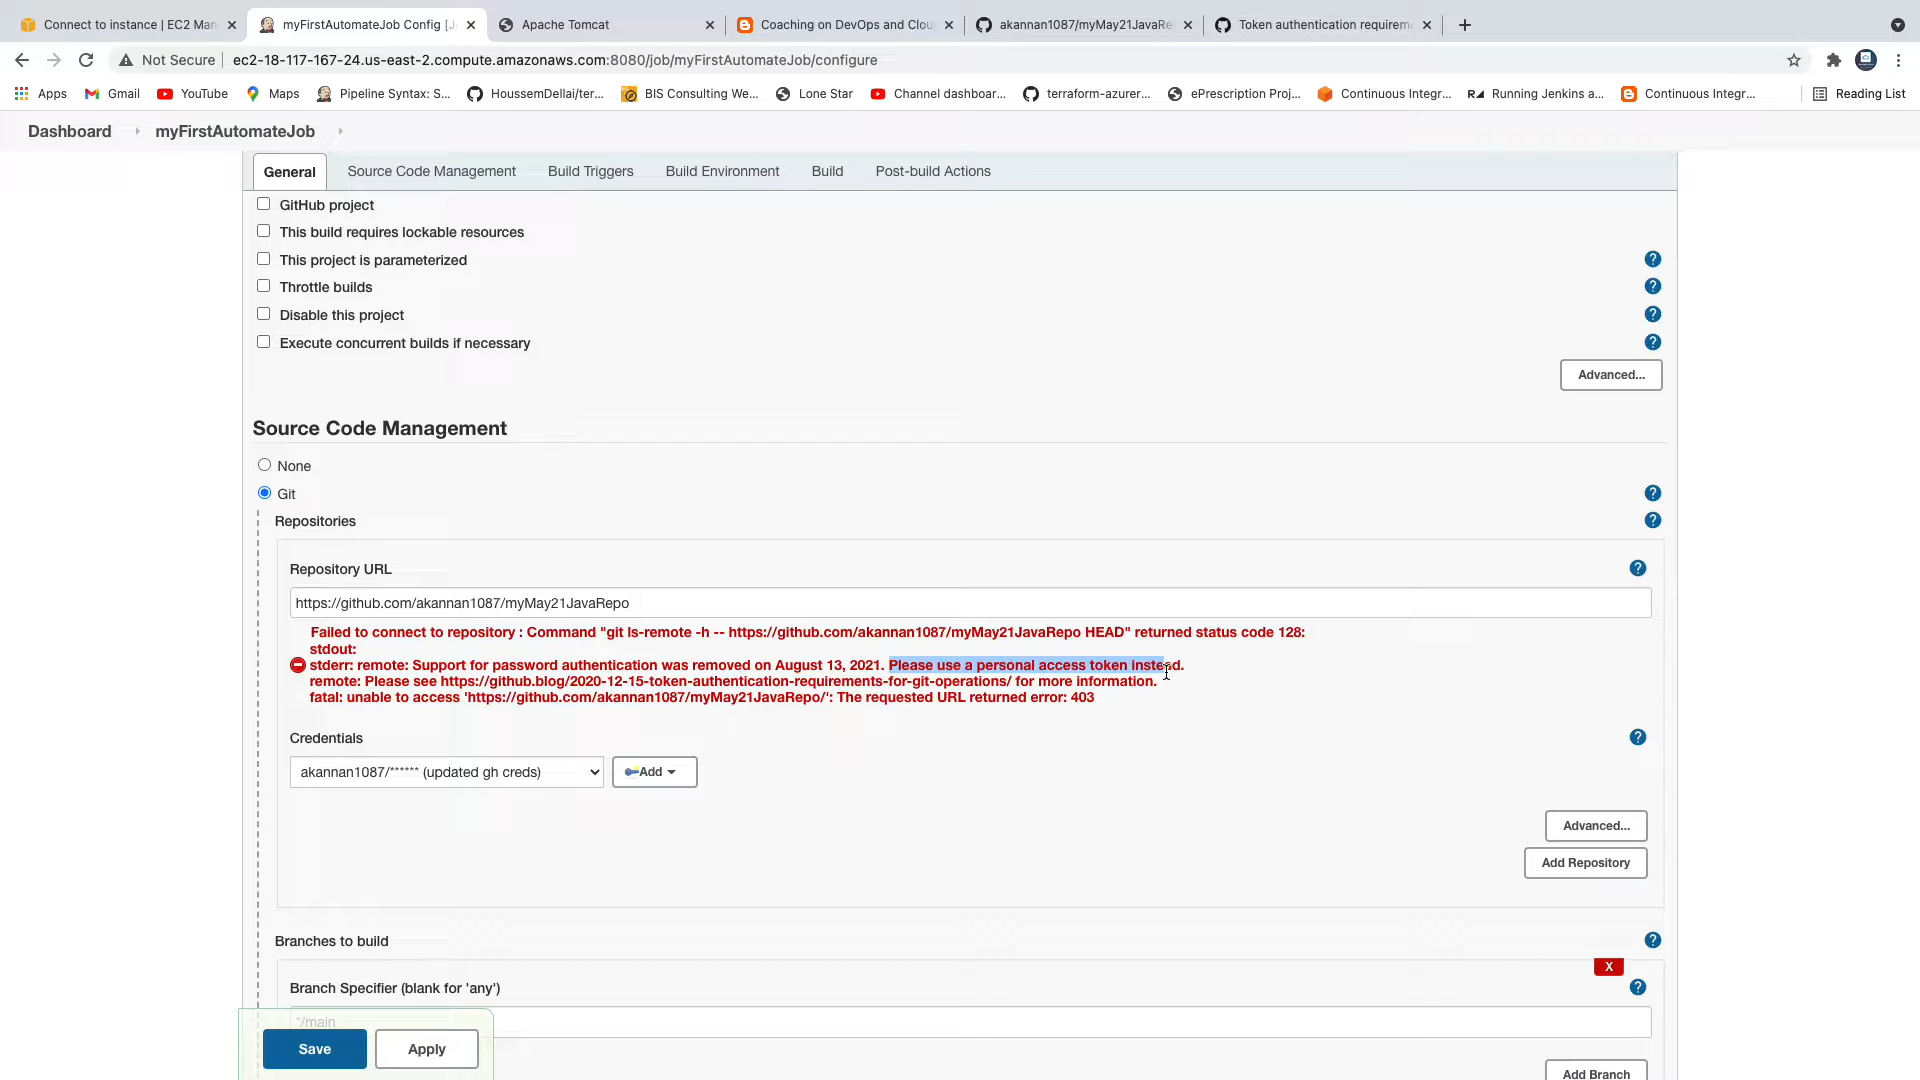 Connect to instance | EC2 Man
myFirstAutomateJob Config [J
Apache Tomcat
Coaching on DevOps and Clou
akannan1087/myMay21JavaRe
Token authentication requirem
Not Secure
ec2-18-117-167-24.us-east-2.compute.amazonaws.com:8080/job/myFirstAutomateJob/configure
Apps
Gmail
YouTube
Maps
Pipeline Syntax: S...
HoussemDellai/ter...
BIS Consulting We...
Lone Star
Channel dashboar...
terraform-azurer...
ePrescription Proj...
Continuous Integr...
Running Jenkins a...
Continuous Integr...
Reading List
Dashboard
myFirstAutomateJob
General
Source Code Management
Build Triggers
Build Environment
Build
Post-build Actions
GitHub project
This build requires lockable resources
This project is parameterized
Throttle builds
Disable this project
Execute concurrent builds if necessary
Advanced...
Source Code Management
None
Git
Repositories
Repository URL
https://github.com/akannan1087/myMay21JavaRepo
Failed to connect to repository : Command "git ls-remote -h -- https://github.com/akannan1087/myMay21JavaRepo HEAD" returned status code 128:
stdout:
stderr: remote: Support for password authentication was removed on August 13, 2021. Please use a personal access token instead.
remote: Please see https://github.blog/2020-12-15-token-authentication-requirements-for-git-operations/ for more information.
fatal: unable to access 'https://github.com/akannan1087/myMay21JavaRepo/': The requested URL returned error: 403
Credentials
akannan1087/****** (updated gh creds)
Add
Advanced...
Add Repository
Branches to build
X
Branch Specifier (blank for 'any')
*/main
Save
Apply
Add Branch